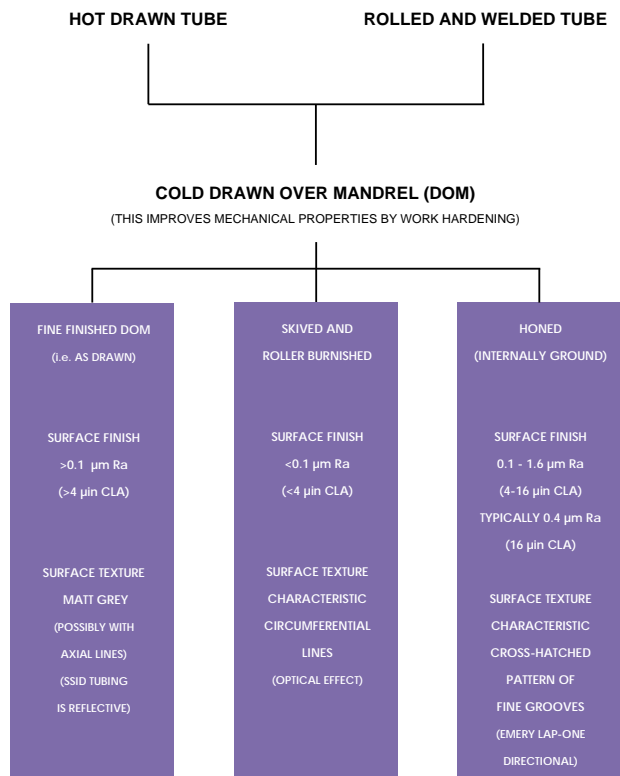 HOT DRAWN TUBE
ROLLED AND WELDED TUBE
COLD DRAWN OVER MANDREL (DOM)
(THIS IMPROVES MECHANICAL PROPERTIES BY WORK HARDENING)
FINE FINISHED DOM
(i.e. AS DRAWN)
SURFACE FINISH
>0.1 µm Ra
(>4 µin CLA)
SURFACE TEXTURE
MATT GREY
(POSSIBLY WITH
AXIAL LINES)
(SSID TUBING
IS REFLECTIVE)
SKIVED AND
ROLLER BURNISHED
SURFACE FINISH
<0.1 µm Ra
(<4 µin CLA)
SURFACE TEXTURE
CHARACTERISTIC
CIRCUMFERENTIAL
LINES
(OPTICAL EFFECT)
HONED
(INTERNALLY GROUND)
SURFACE FINISH
0.1 - 1.6 µm Ra
(4-16 µin CLA)
TYPICALLY 0.4 µm Ra
(16 µin CLA)
SURFACE TEXTURE
CHARACTERISTIC
CROSS-HATCHED
PATTERN OF
FINE GROOVES
(EMERY LAP-ONE
DIRECTIONAL)